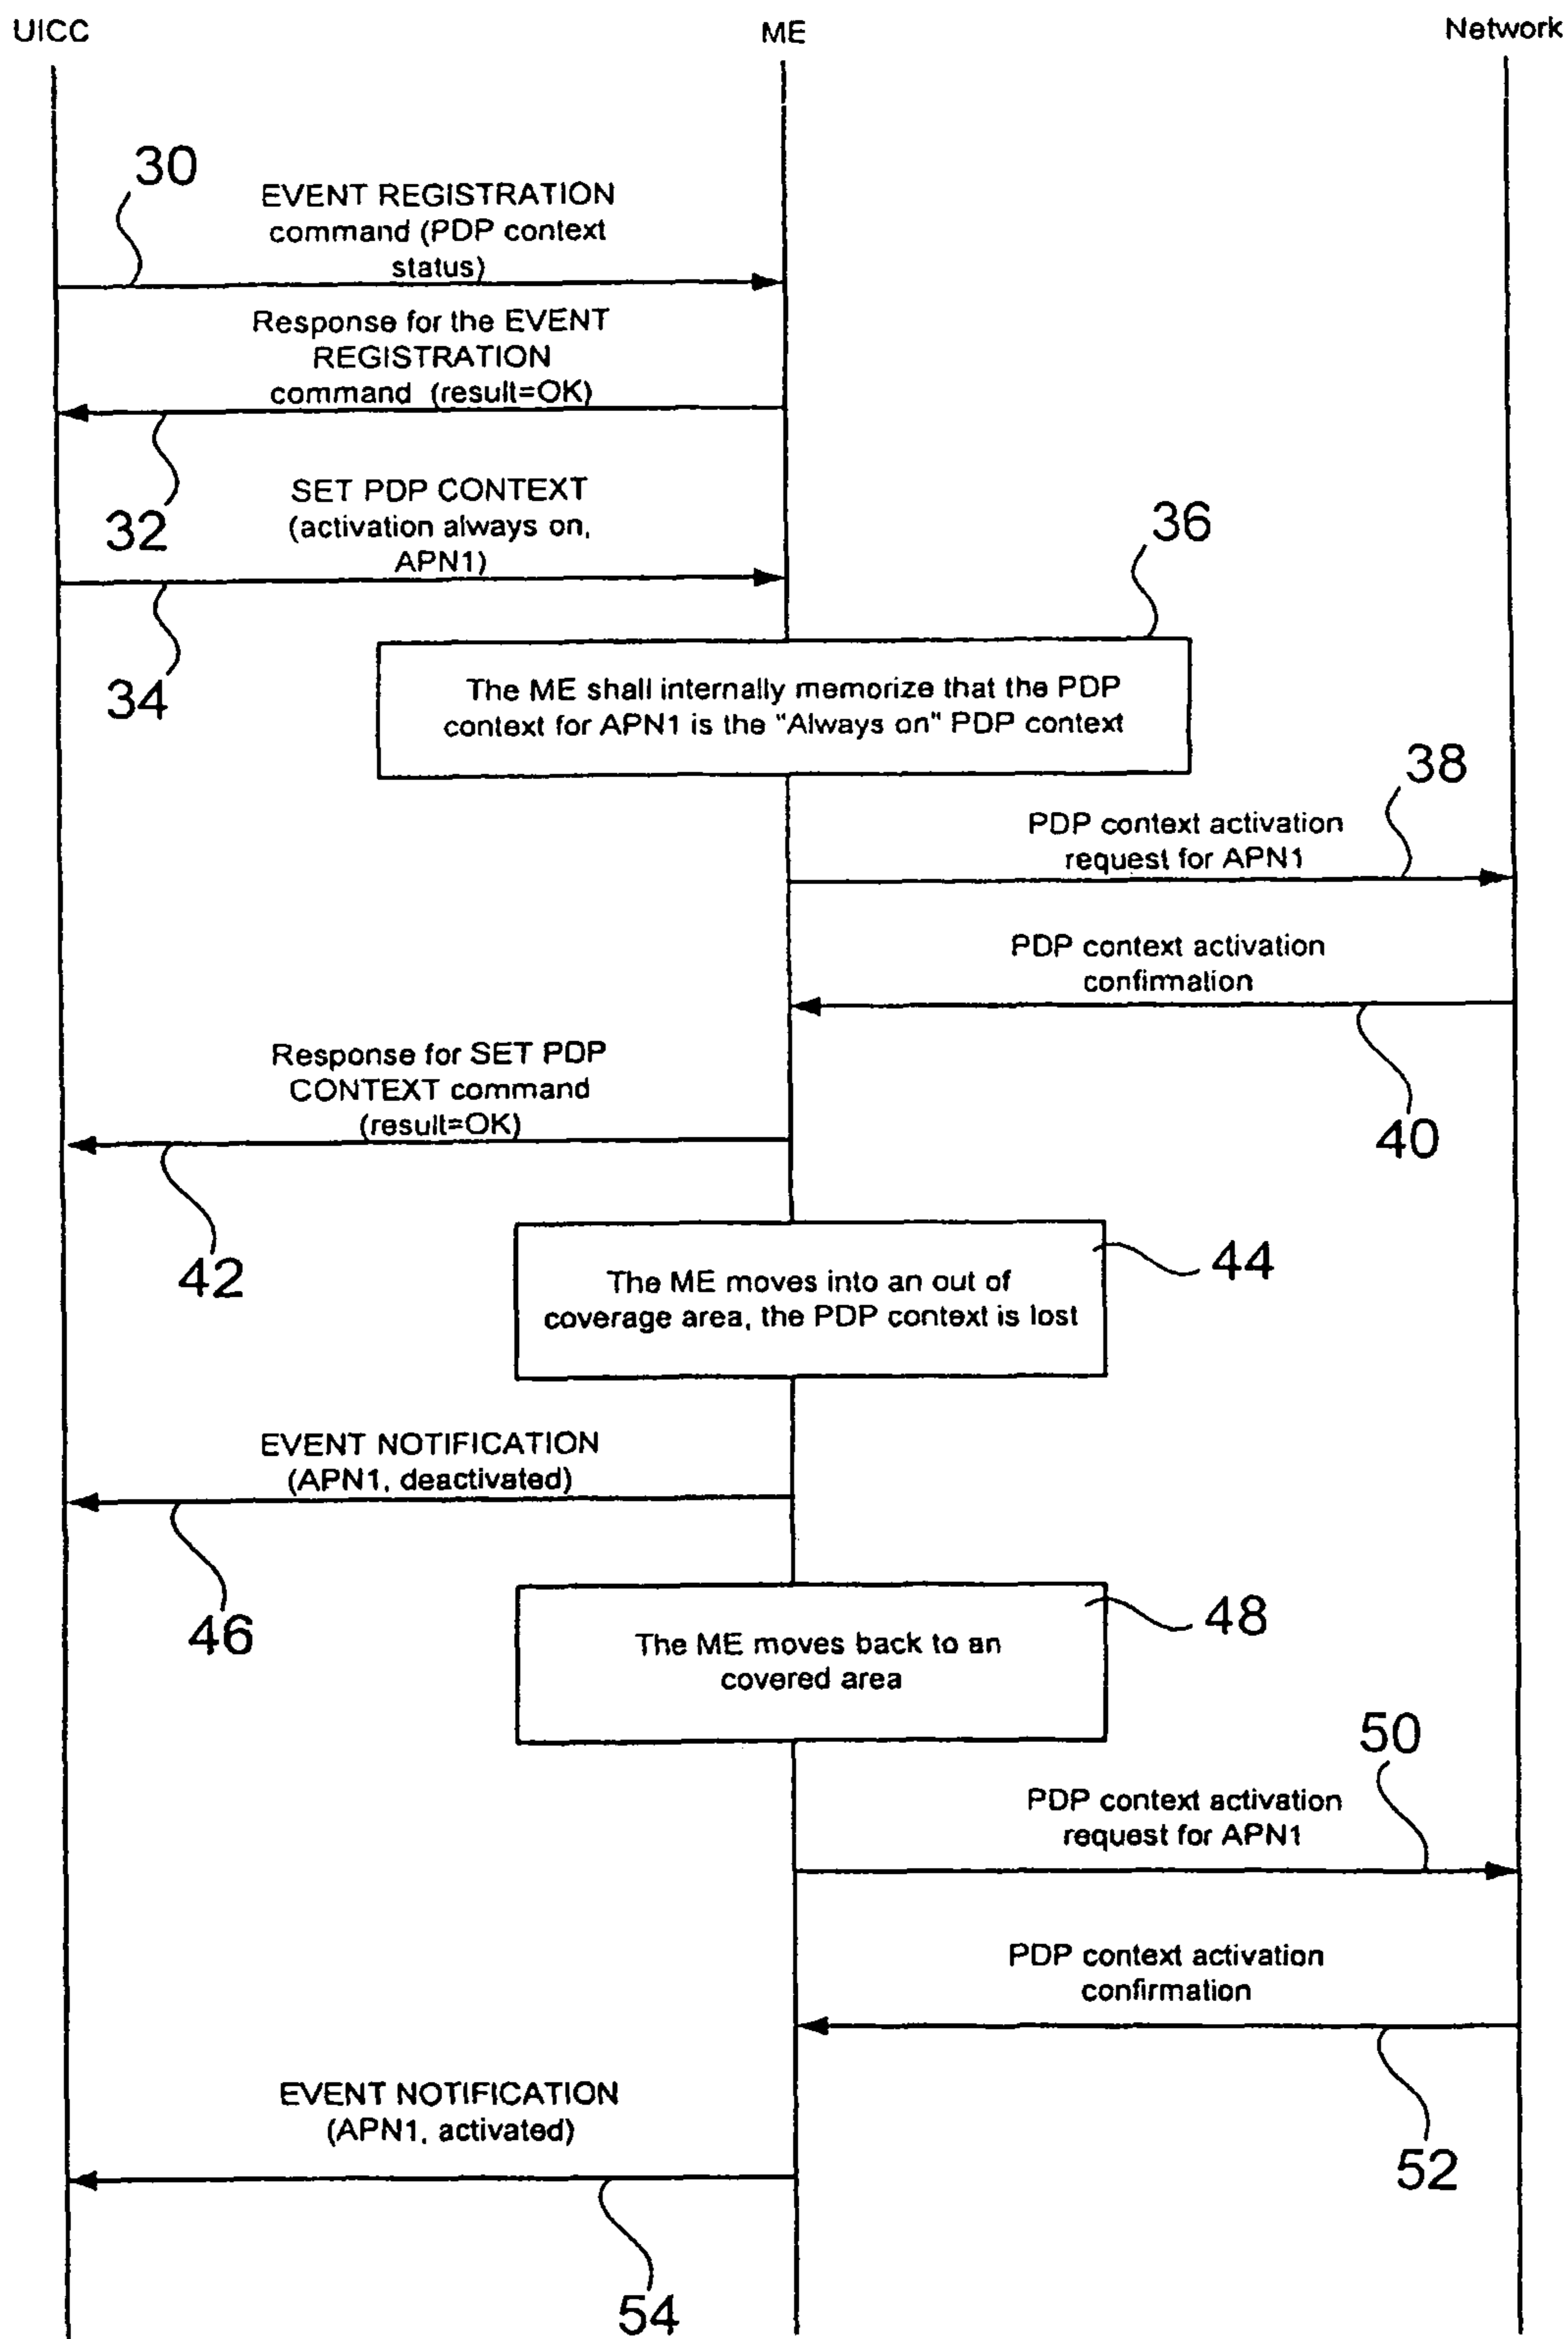 UICC
ME
Network
30
EVENT REGISTRATION
command (PDP context
status)
Response for the EVENT
REGISTRATION
command (result=OK)
32
SET PDP CONTEXT
(activation always on,
APN1)
34
36
The ME shall internally memorize that the PDP
context for APN1 is the "Always on" PDP context
38
PDP context activation
request for APN1
PDP context activation
confirmation
40
Response for SET PDP
CONTEXT command
(result=OK)
42
44
The ME moves into an out of
coverage area, the PDP context is lost
EVENT NOTIFICATION
(APN1, deactivated)
46
48
The ME moves back to an
covered area
50
PDP context activation
request for APN1
PDP context activation
confirmation
52
EVENT NOTIFICATION
(APN1, activated)
54